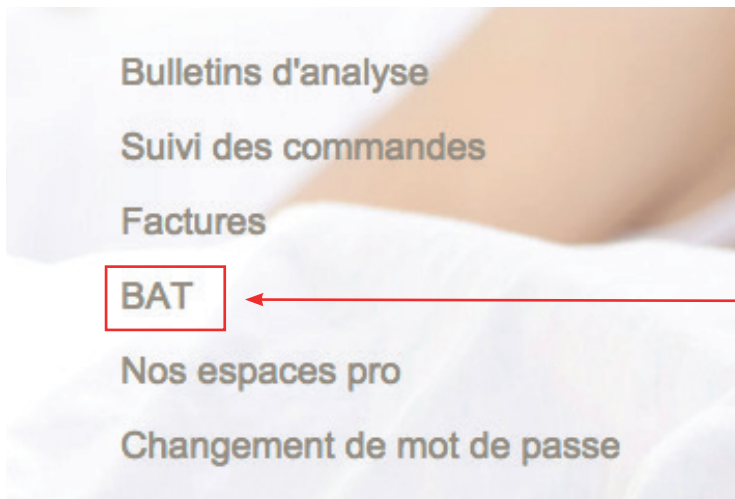 Bulletins d'analyse
Suivi des commandes
Factures
BAT
Nos espaces pro
Changement de mot de passe